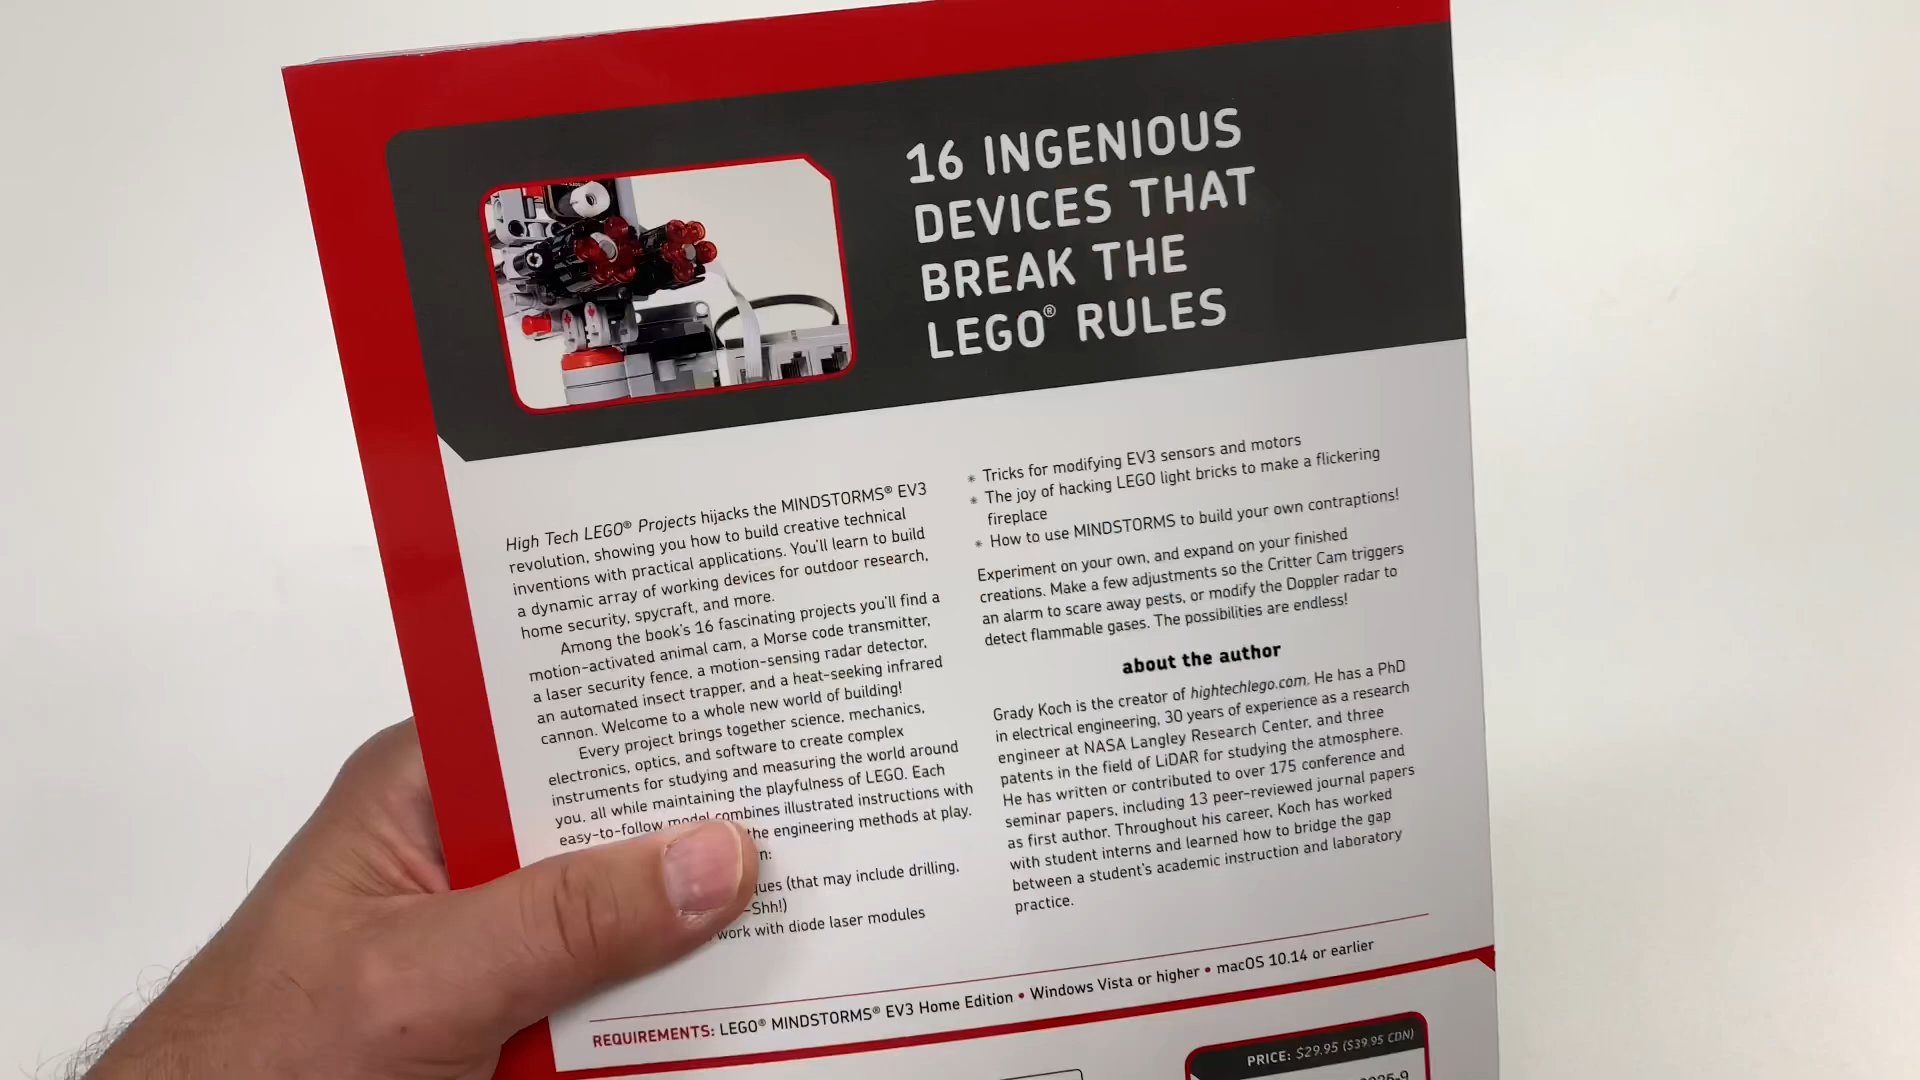 16 INGENIOUS
DEVICES THAT
BREAK THE
LEGO® RULES
High Tech LEGO® Projects hijacks the MINDSTORMS® EV3
revolution, showing you how to build creative technical
inventions with practical applications. You'll learn to build
a dynamic array of working devices for outdoor research,
home security, spycraft, and more.
Among the book's 16 fascinating projects you'll find a
motion-activated animal cam, a Morse code transmitter,
a laser security fence, a motion-sensing radar detector,
an automated insect trapper, and a heat-seeking infrared
cannon. Welcome to a whole new world of building!
Every project brings together science, mechanics,
electronics, optics, and software to create complex
instruments for studying and measuring the world around
you, all while maintaining the playfulness of LEGO. Each
easy-to-follow model combines illustrated instructions with
the engineering methods at play.
(that may include drilling,
—Shh!)
work with diode laser modules
* Tricks for modifying EV3 sensors and motors
* The joy of hacking LEGO light bricks to make a flickering
fireplace
* How to use MINDSTORMS to build your own contraptions!
Experiment on your own, and expand on your finished
creations. Make a few adjustments so the Critter Cam triggers
an alarm to scare away pests, or modify the Doppler radar to
detect flammable gases. The possibilities are endless!
about the author
Grady Koch is the creator of hightechlego.com. He has a PhD
in electrical engineering, 30 years of experience as a research
engineer at NASA Langley Research Center, and three
patents in the field of LiDAR for studying the atmosphere.
He has written or contributed to over 175 conference and
seminar papers, including 13 peer-reviewed journal papers
as first author. Throughout his career, Koch has worked
with student interns and learned how to bridge the gap
between a student's academic instruction and laboratory
practice.
REQUIREMENTS: LEGO® MINDSTORMS® EV3 Home Edition • Windows Vista or higher • macOS 10.14 or earlier
PRICE: $29.95 ($39.95 CDN)